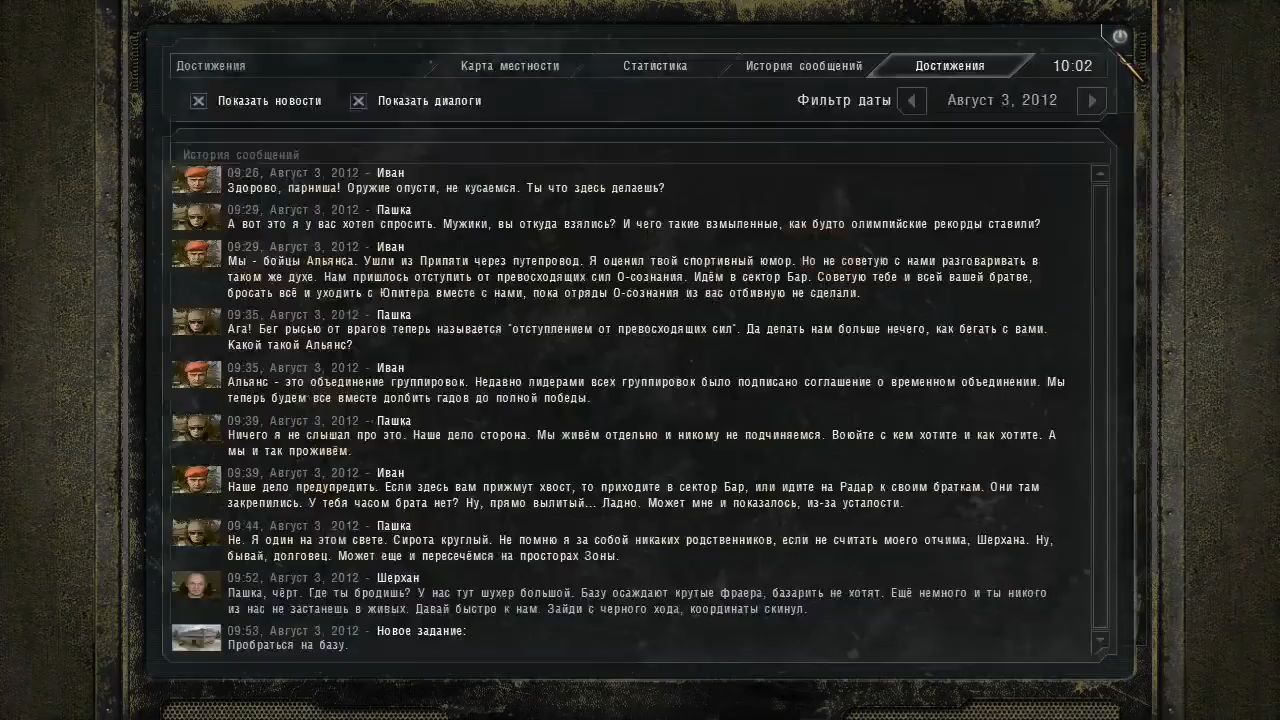 Достижения
Карта местности
Статистика
История сообщений
Достижения
10:02
Показать новости
Показать диалоги
Фильтр даты
Август 3, 2012
История сообщений
09:26, Август 3, 2012 - Иван
Здорово, парниша! Оружие опусти, не кусаемся. Ты что здесь делаешь?
09:29, Август 3, 2012 - Пашка
А вот это я у вас хотел спросить. Мужики, вы откуда взялись? И чего такие взмыленные, как будто олимпийские рекорды ставили?
09:29, Август 3, 2012 - Иван
Мы - бойцы Альянса. Ушли из Припяти через путепровод. Я оценил твой спортивный юмор. Но не советую с нами разговаривать в
таком же духе. Нам пришлось отступить от превосходящих сил О-сознания. Идём в сектор Бар. Советую тебе и всей вашей братве,
бросать всё и уходить с Юпитера вместе с нами, пока отряды О-сознания из вас отбивную не сделали.
09:35, Август 3, 2012 - Пашка
Ага! Бег рысью от врагов теперь называется "отступлением от превосходящих сил". Да делать нам больше нечего, как бегать с вами.
Какой такой Альянс?
09:35, Август 3, 2012 - Иван
Альянс - это объединение группировок. Недавно лидерами всех группировок было подписано соглашение о временном объединении. Мы
теперь будем все вместе долбить гадов до полной победы.
09:39, Август 3, 2012 - Пашка
Ничего я не слышал про это. Наше дело сторона. Мы живём отдельно и никому не подчиняемся. Воюйте с кем хотите и как хотите. А
мы и так проживём.
09:39, Август 3, 2012 - Иван
Наше дело предупредить. Если здесь вам прижмут хвост, то приходите в сектор Бар, или идите на Радар к своим браткам. Они там
закрепились. У тебя часом брата нет? Ну, прямо вылитый... Ладно. Может мне и показалось, из-за усталости.
09:44, Август 3, 2012 - Пашка
Не. Я один на этом свете. Сирота круглый. Не помню я за собой никаких родственников, если не считать моего отчима, Шерхана. Ну,
бывай, долговец. Может еще и пересечёмся на просторах Зоны.
09:52, Август 3, 2012 - Шерхан
Пашка, чёрт. Где ты бродишь? У нас тут шухер большой. Базу осаждают крутые фраера, базарить не хотят. Ещё немного и ты никого
из нас не застанешь в живых. Давай быстро к нам. Зайди с черного хода, координаты скинул.
09:53, Август 3, 2012 - Новое задание:
Пробраться на базу.